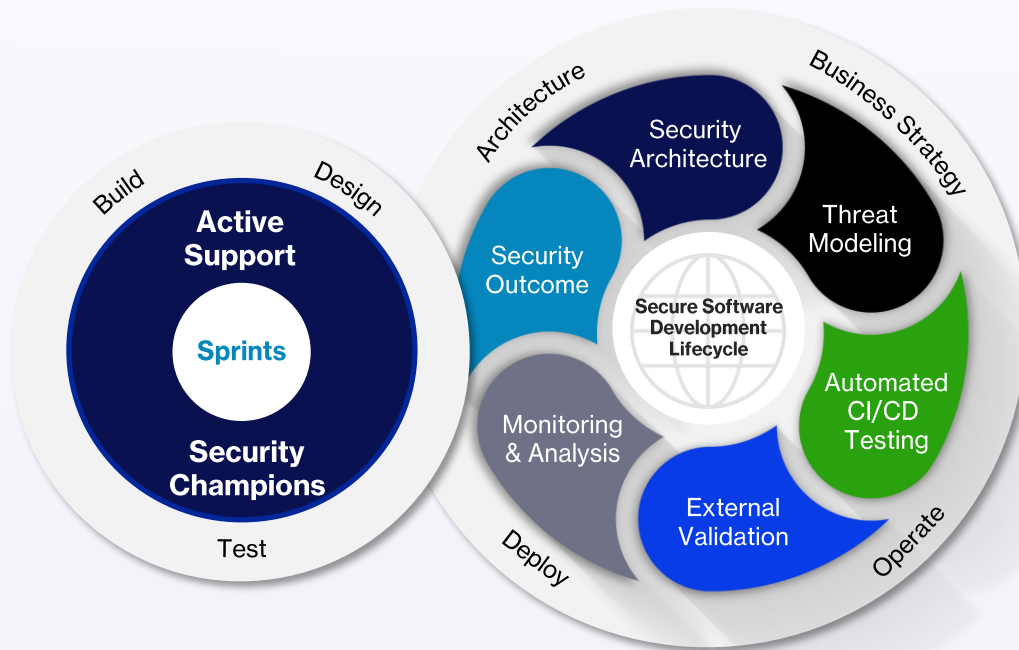 Build
Design
Active
Support
Sprints
Security
Champions
Test
Architecture
Business Strategy
Security
Architecture
Threat
Modeling
Automated
CI/CD
Testing
External
Validation
Monitoring
& Analysis
Security
Outcome
Secure Software
Development
Lifecycle
Deploy
Operate